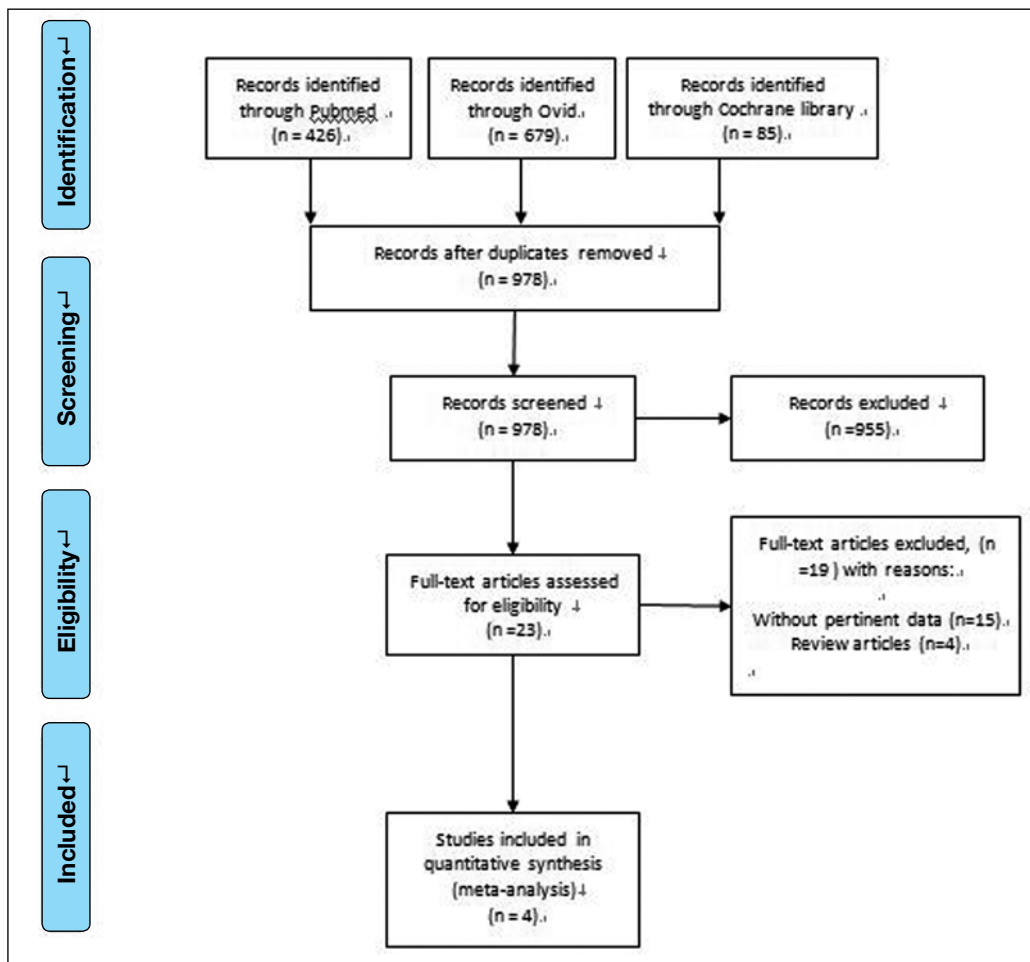 Identification↵
Records identified
through Pubmed
(n = 426).
Records identified
through Ovid.
(n = 679).
Records identified
through Cochrane library
(n = 85).
Records after duplicates removed ↓
(n = 978).
Screening↵
Records screened ↓
(n = 978).
Records excluded ↓
(n =955).
Eligibility↵
Full-text articles assessed
for eligibility ↓
(n =23).
Full-text articles excluded, (n
=19 ) with reasons:
Without pertinent data (n=15).
Review articles (n=4).
Included↵
Studies included in
quantitative synthesis
(meta-analysis)↓
(n = 4).